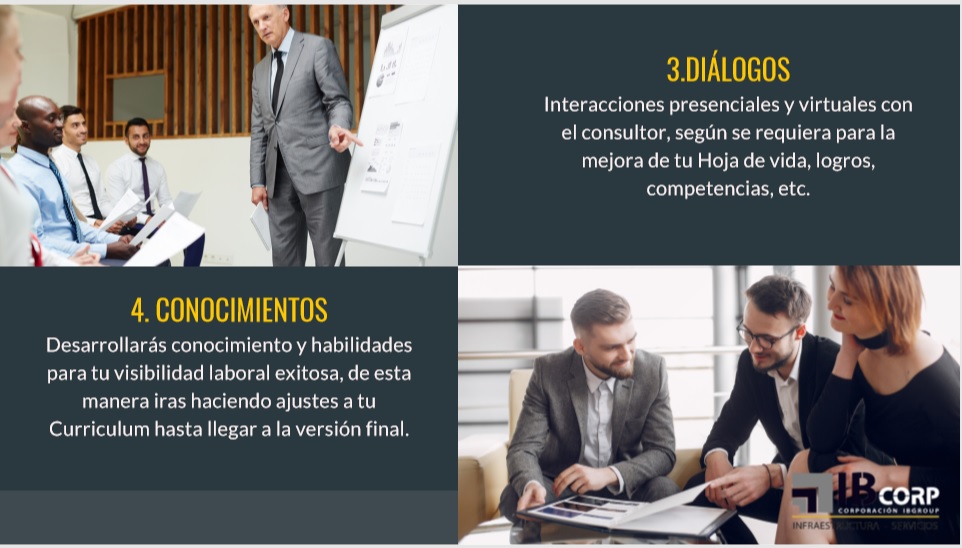 3.DIÁLOGOS
Interacciones presenciales y virtuales con
el consultor, según se requiera para la
mejora de tu Hoja de vida, logros,
competencias, etc.
4. CONOCIMIENTOS
Desarrollarás conocimiento y habilidades
para tu visibilidad laboral exitosa, de esta
manera iras haciendo ajustes a tu
Curriculum hasta llegar a la versión final.
IBCORP
CORPORACIÓN IBGROUP
INFRAESTRUCTURA SERVICIOS